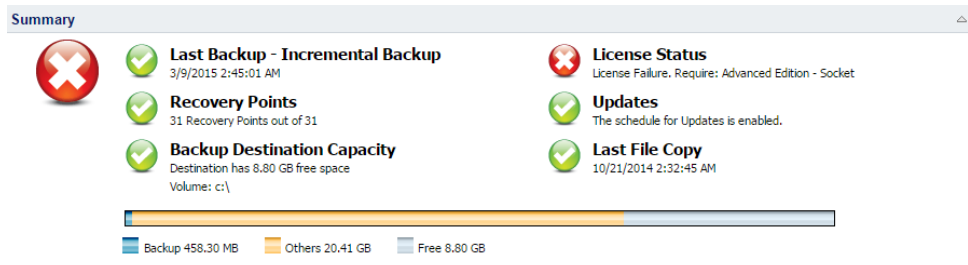 Summary
Last Backup - Incremental Backup
3/9/2015 2:45:01 AM
Recovery Points
31 Recovery Points out of 31
Backup Destination Capacity
Destination has 8.80 GB free space
Volume: c:\
License Status
License Failure. Require: Advanced Edition - Socket
Updates
The schedule for Updates is enabled.
Last File Copy
10/21/2014 2:32:45 AM
Backup 458.30 MB
Others 20.41 GB
Free 8.80 GB